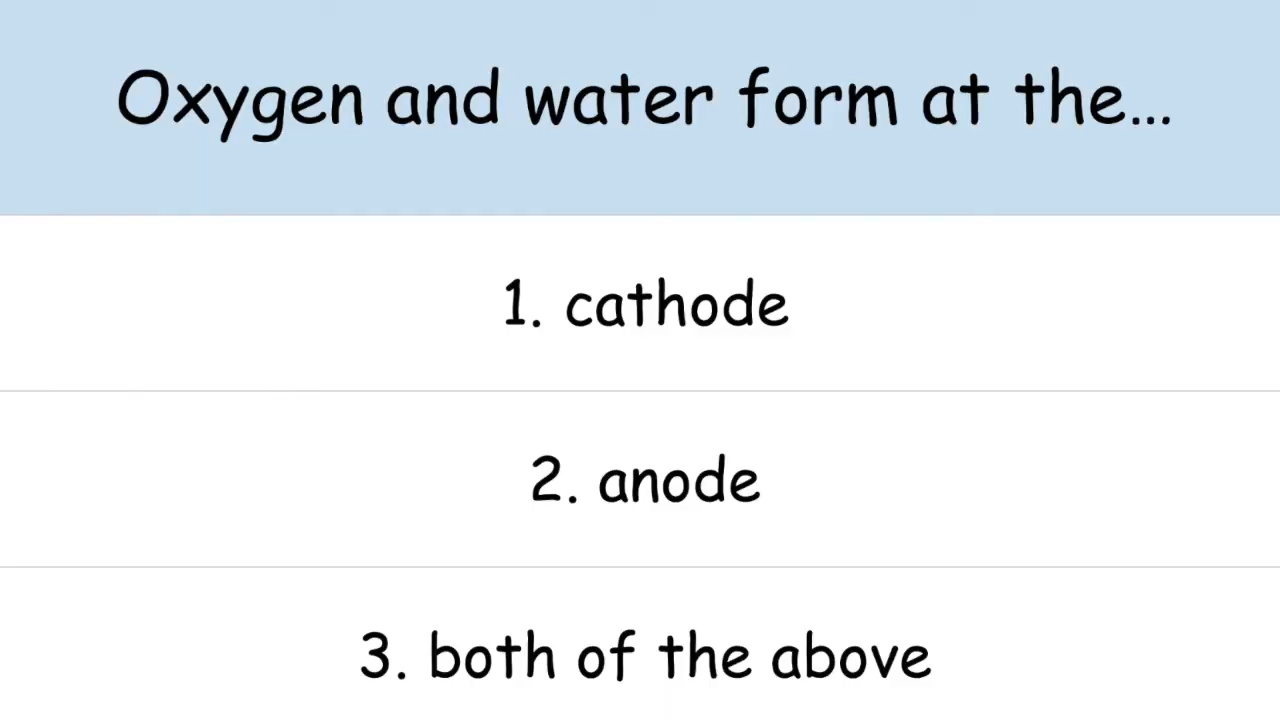 Oxygen and water form at the...
1. cathode
2. anode
3. both of the above